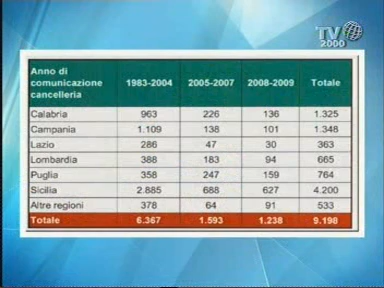 TV
2000
Anno di comunicazione cancelleria 1983-2004 2005-2007 2008-2009 Totale
Calabria 963 226 136 1.325
Campania 1.109 138 101 1.348
Lazio 286 47 30 363
Lombardia 388 183 94 665
Puglia 358 247 159 764
Sicilia 2.885 688 627 4.200
Altre regioni 378 64 91 533
Totale 6.367 1.593 1.238 9.198